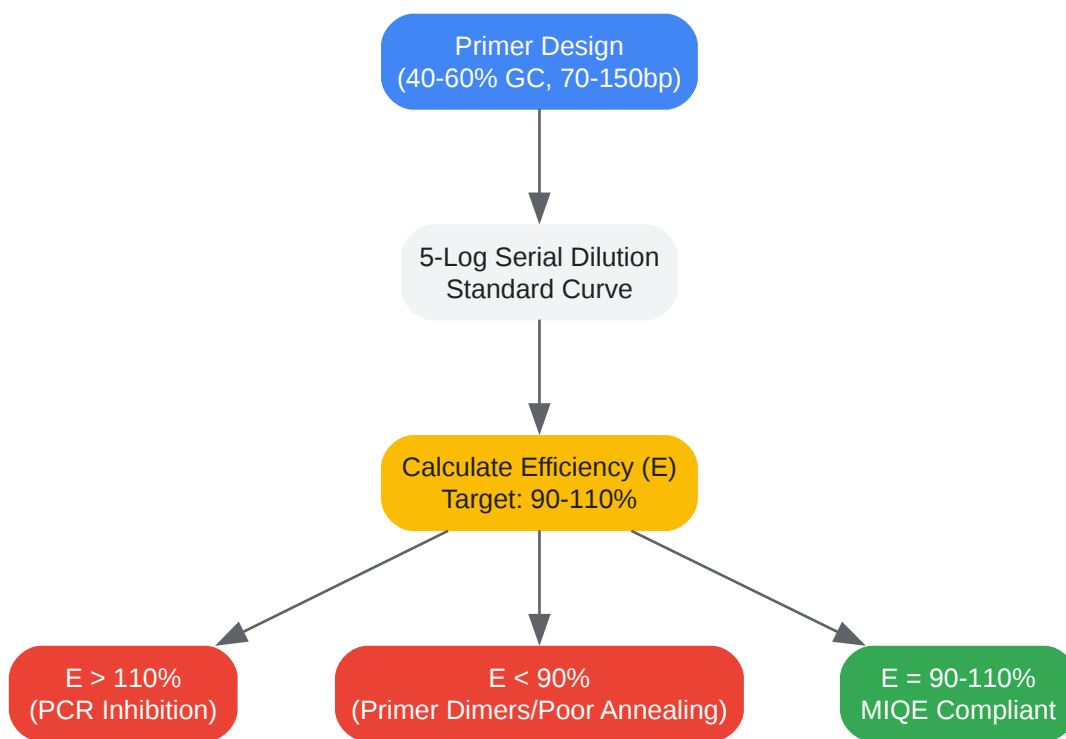 Primer Design
(40-60% GC, 70-150bp)
5-Log Serial Dilution
Standard Curve
Calculate Efficiency (E)
Target: 90-110%
E > 110%
(PCR Inhibition)
E < 90%
(Primer Dimers/Poor Annealing)
E = 90-110%
MIQE Compliant